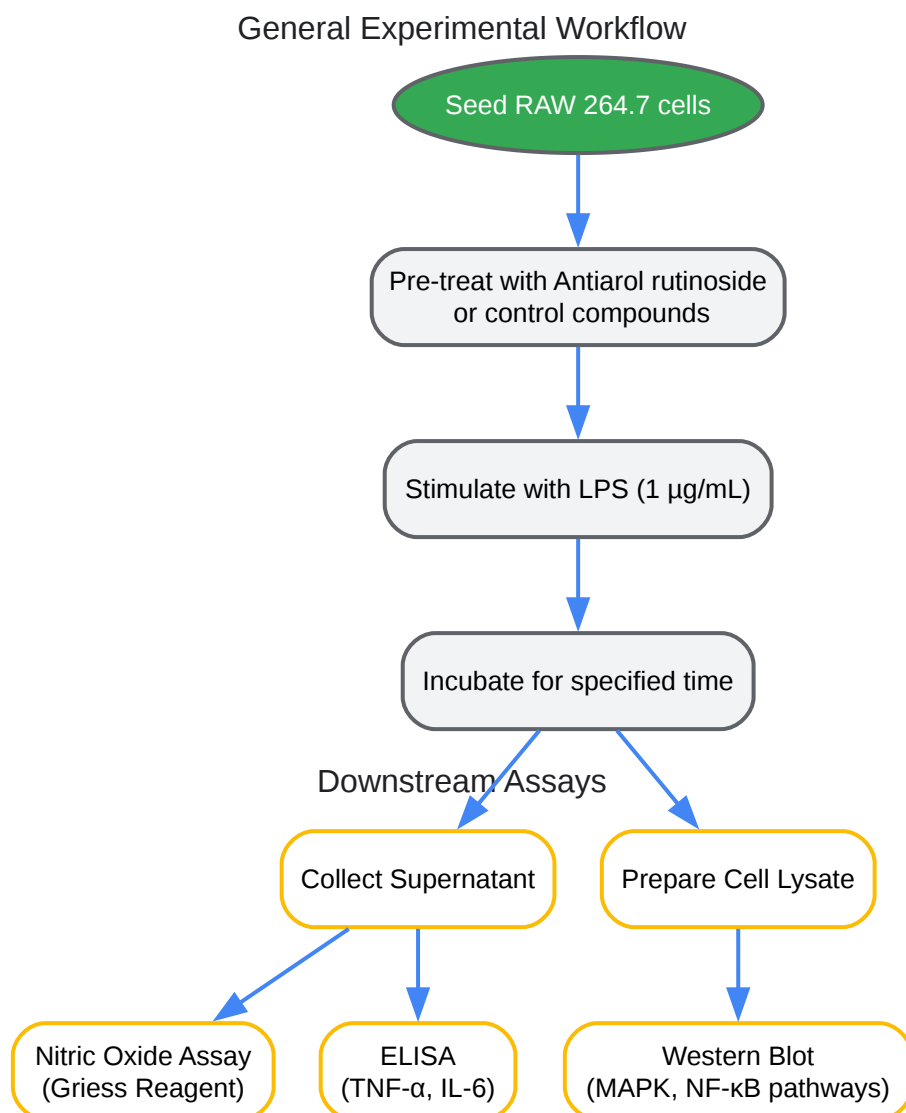 General Experimental Workflow
Seed RAW 264.7 cells
Pre-treat with Antiarol rutinoside
or control compounds
Stimulate with LPS (1 µg/mL)
Incubate for specified time
Downstream Assays
Collect Supernatant
Prepare Cell Lysate
Nitric Oxide Assay
(Griess Reagent)
ELISA
(TNF-α, IL-6)
Western Blot
(MAPK, NF-κB pathways)